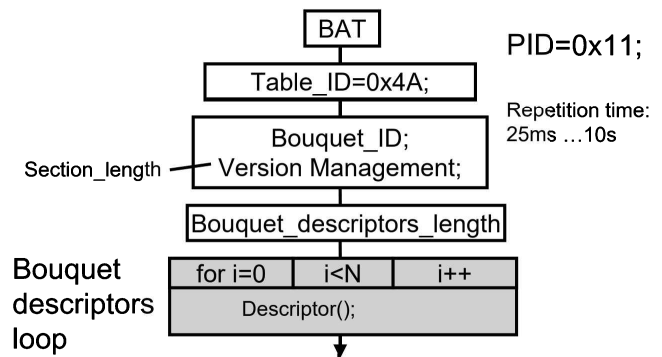 BAT
PID=0x11;
Table_ID=0x4A;
Repetition time:
25ms …10s
Bouquet_ID;
Section_length
Version Management;
Bouquet_descriptors_length
Bouquet
descriptors
loop
for i=0 i<N i++
Descriptor();